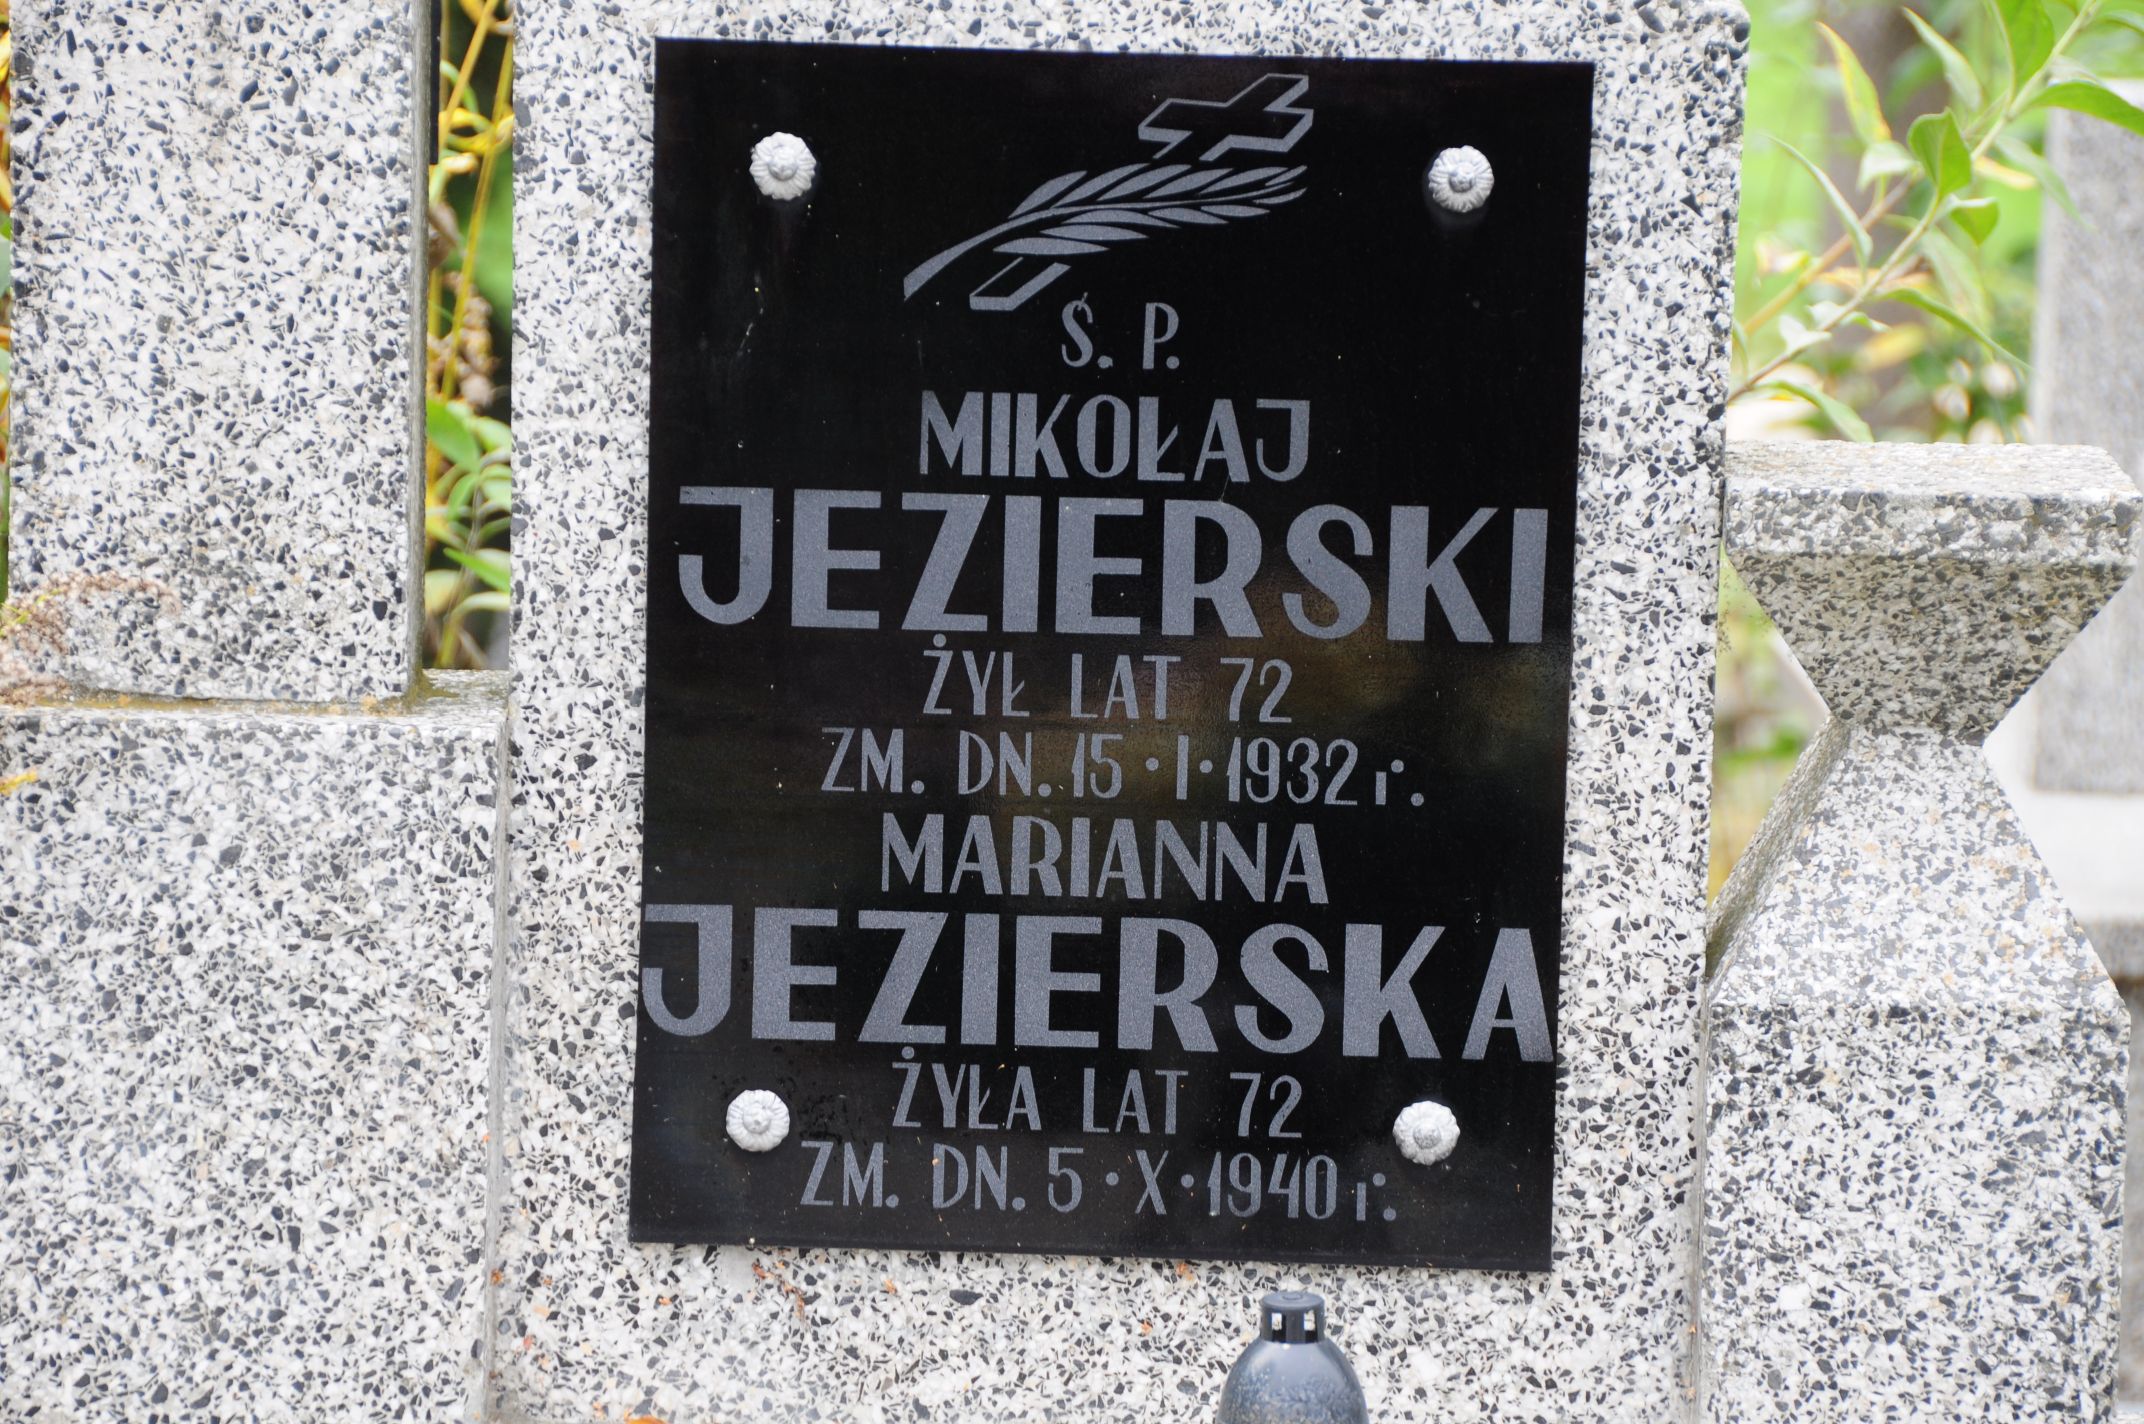 Ś. P.
MIKOŁAJ
JEZIERSKI
ŻYŁ LAT 72
ZM. DN. 15·I·1932 r.
MARIANNA
JEZIERSKA
ŻYŁA LAT 72
ZM. DN. 5·X·1940 r.